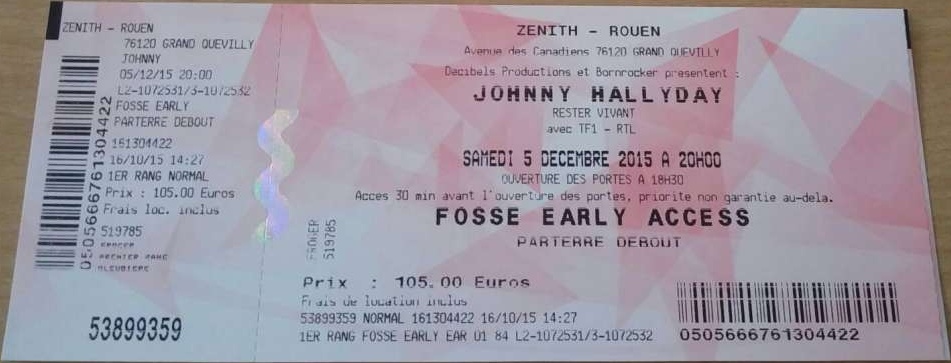 ZENITH - ROUEN
76120 GRAND QUEVILLY
JOHNNY
05/12/15 20:00
L2-1072531/3-1072532
FOSSE EARLY
PARTERRE DEBOUT
161304422
16/10/15 14:27
1ER RANG NORMAL
Prix : 105.00 Euros
Frais loc. inclus
519785
PREMIER RANG
0505666761304422
53899359
ZENITH - ROUEN
Avenue des Canadiens 76120 GRAND QUEVILLY
Decibels Productions et Bornrocker presentent :
JOHNNY HALLYDAY
RESTER VIVANT
avec TF1 - RTL
SAMEDI 5 DECEMBRE 2015 A 20H00
OUVERTURE DES PORTES A 18H30
Acces 30 min avant l'ouverture des portes, priorite non garantie au-dela.
FOSSE EARLY ACCESS
PARTERRE DEBOUT
519785
Prix : 105.00 Euros
Frais de location inclus
53899359 NORMAL 161304422 16/10/15 14:27
1ER RANG FOSSE EARLY EAR 01 84 L2-1072531/3-1072532
0505666761304422